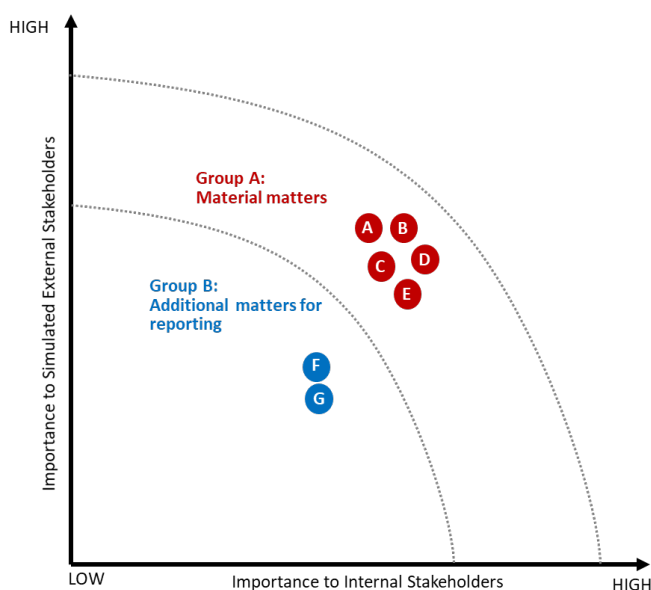 HIGH
Importance to Simulated External Stakeholders
Group A:
Material matters
A
B
C
D
E
Group B:
Additional matters for
reporting
F
G
LOW
Importance to Internal Stakeholders
HIGH